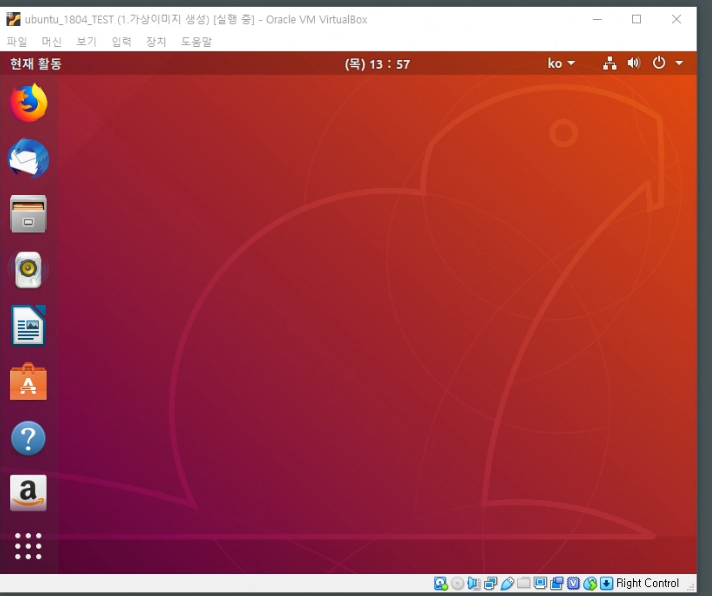 ubuntu_1804_TEST (1.가상이미지 생성) [실행 중] - Oracle VM VirtualBox
파일 머신 보기 입력 장치 도움말
현재 활동 (목) 13 : 57 ko
?
a
Right Control